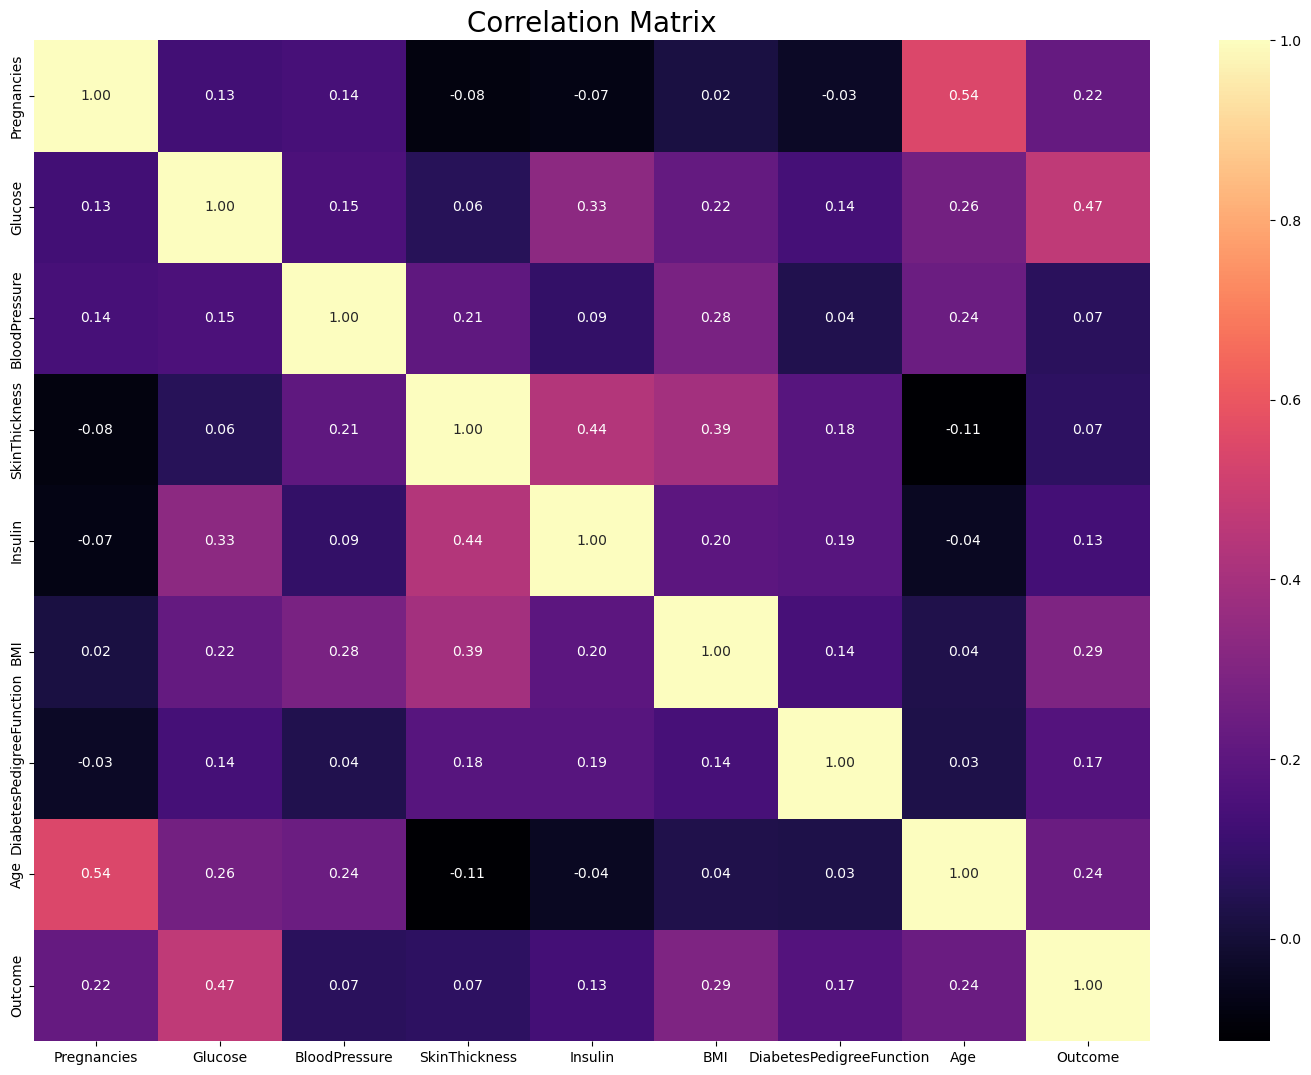 Correlation Matrix
Pregnancies 1.00 0.13 0.14 -0.08 -0.07 0.02 -0.03 0.54 0.22
Glucose 0.13 1.00 0.15 0.06 0.33 0.22 0.14 0.26 0.47
BloodPressure 0.14 0.15 1.00 0.21 0.09 0.28 0.04 0.24 0.07
SkinThickness -0.08 0.06 0.21 1.00 0.44 0.39 0.18 -0.11 0.07
Insulin -0.07 0.33 0.09 0.44 1.00 0.20 0.19 -0.04 0.13
BMI 0.02 0.22 0.28 0.39 0.20 1.00 0.14 0.04 0.29
DiabetesPedigreeFunction -0.03 0.14 0.04 0.18 0.19 0.14 1.00 0.03 0.17
Age 0.54 0.26 0.24 -0.11 -0.04 0.04 0.03 1.00 0.24
Outcome 0.22 0.47 0.07 0.07 0.13 0.29 0.17 0.24 1.00
Pregnancies Glucose BloodPressure SkinThickness Insulin BMI DiabetesPedigreeFunction Age Outcome
1.0
0.8
0.6
0.4
0.2
0.0